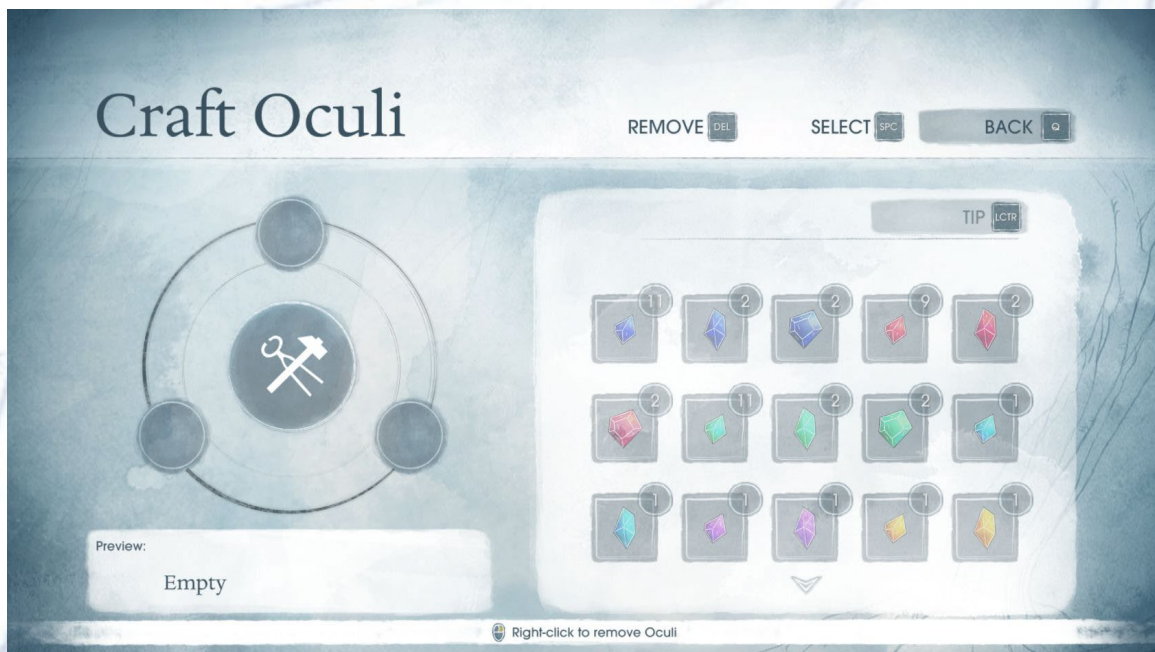 Craft Oculi
REMOVE DEL
SELECT SPC
BACK Q
TIP LCTR
11 2 2 9 2
2 11 2 2 1
1 1 1 1 1
Preview:
Empty
Right-click to remove Oculi